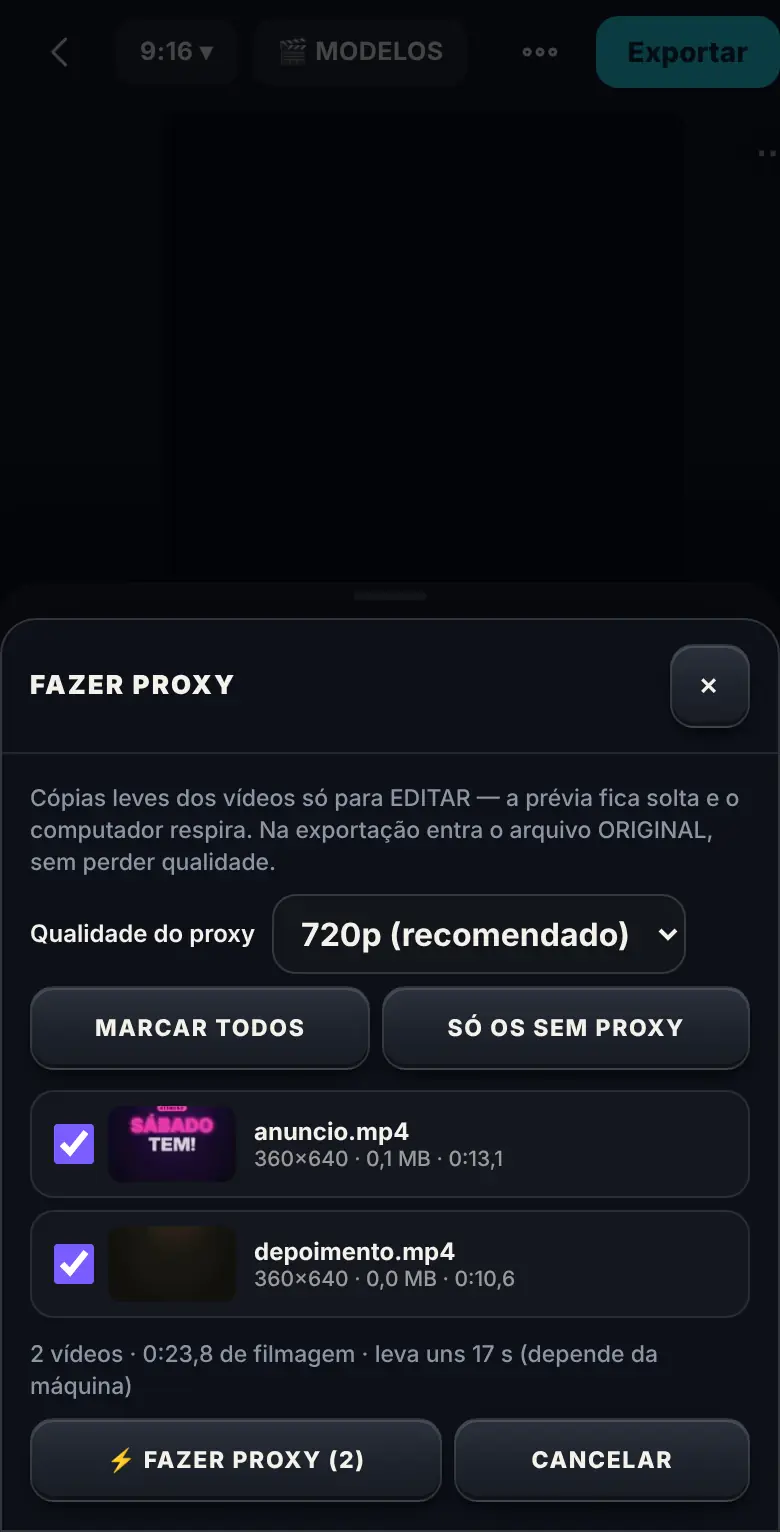 9:16 ▾
🎬 MODELOS
Exportar
FAZER PROXY
×
Cópias leves dos vídeos só para EDITAR — a prévia fica solta e o
computador respira. Na exportação entra o arquivo ORIGINAL,
sem perder qualidade.
Qualidade do proxy
720p (recomendado)
MARCAR TODOS
SÓ OS SEM PROXY
SÁBADO
TEM!
anuncio.mp4
360×640 · 0,1 MB · 0:13,1
depoimento.mp4
360×640 · 0,0 MB · 0:10,6
2 vídeos · 0:23,8 de filmagem · leva uns 17 s (depende da
máquina)
⚡ FAZER PROXY (2)
CANCELAR